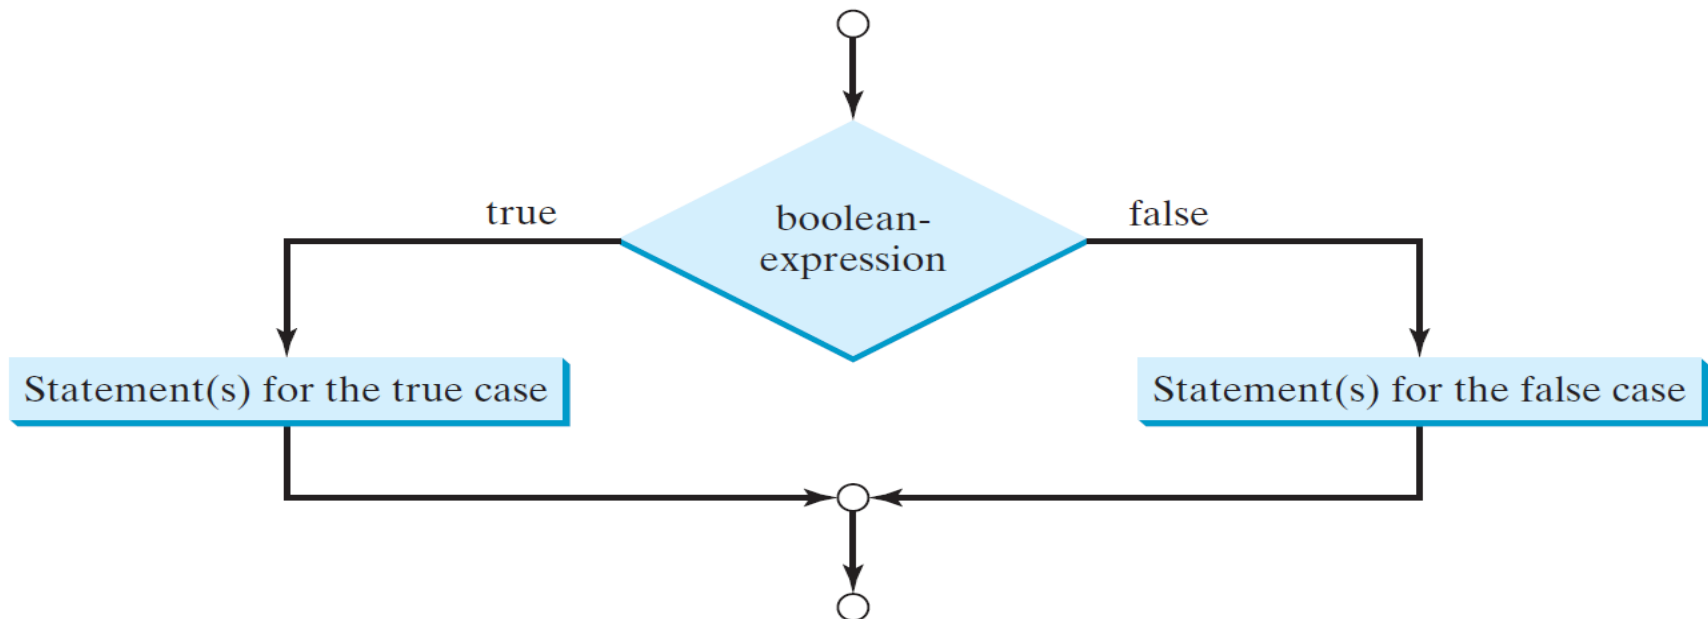 true
boolean-
expression
false
Statement(s) for the true case
Statement(s) for the false case